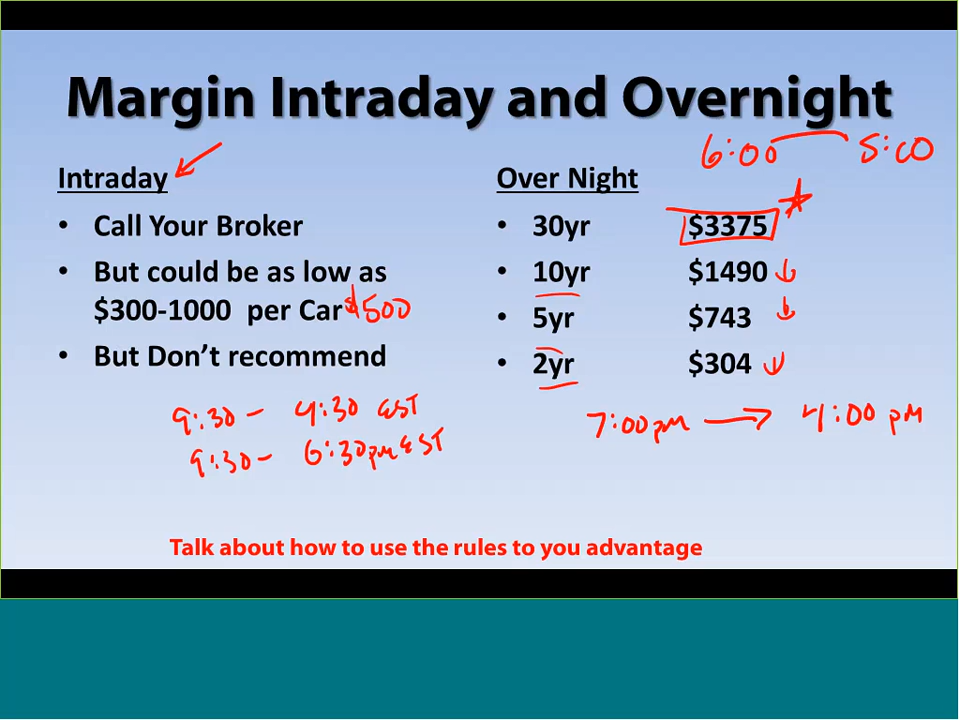 Margin Intraday and Overnight
6:00 5:00
Intraday
• Call Your Broker
• But could be as low as
$300-1000 per Car $500
• But Don't recommend
9:30 - 4:30 EST
9:30 - 6:30pm EST
Over Night
• 30yr $3375
• 10yr $1490
• 5yr $743
• 2yr $304
7:00pm → 4:00 pm
Talk about how to use the rules to you advantage